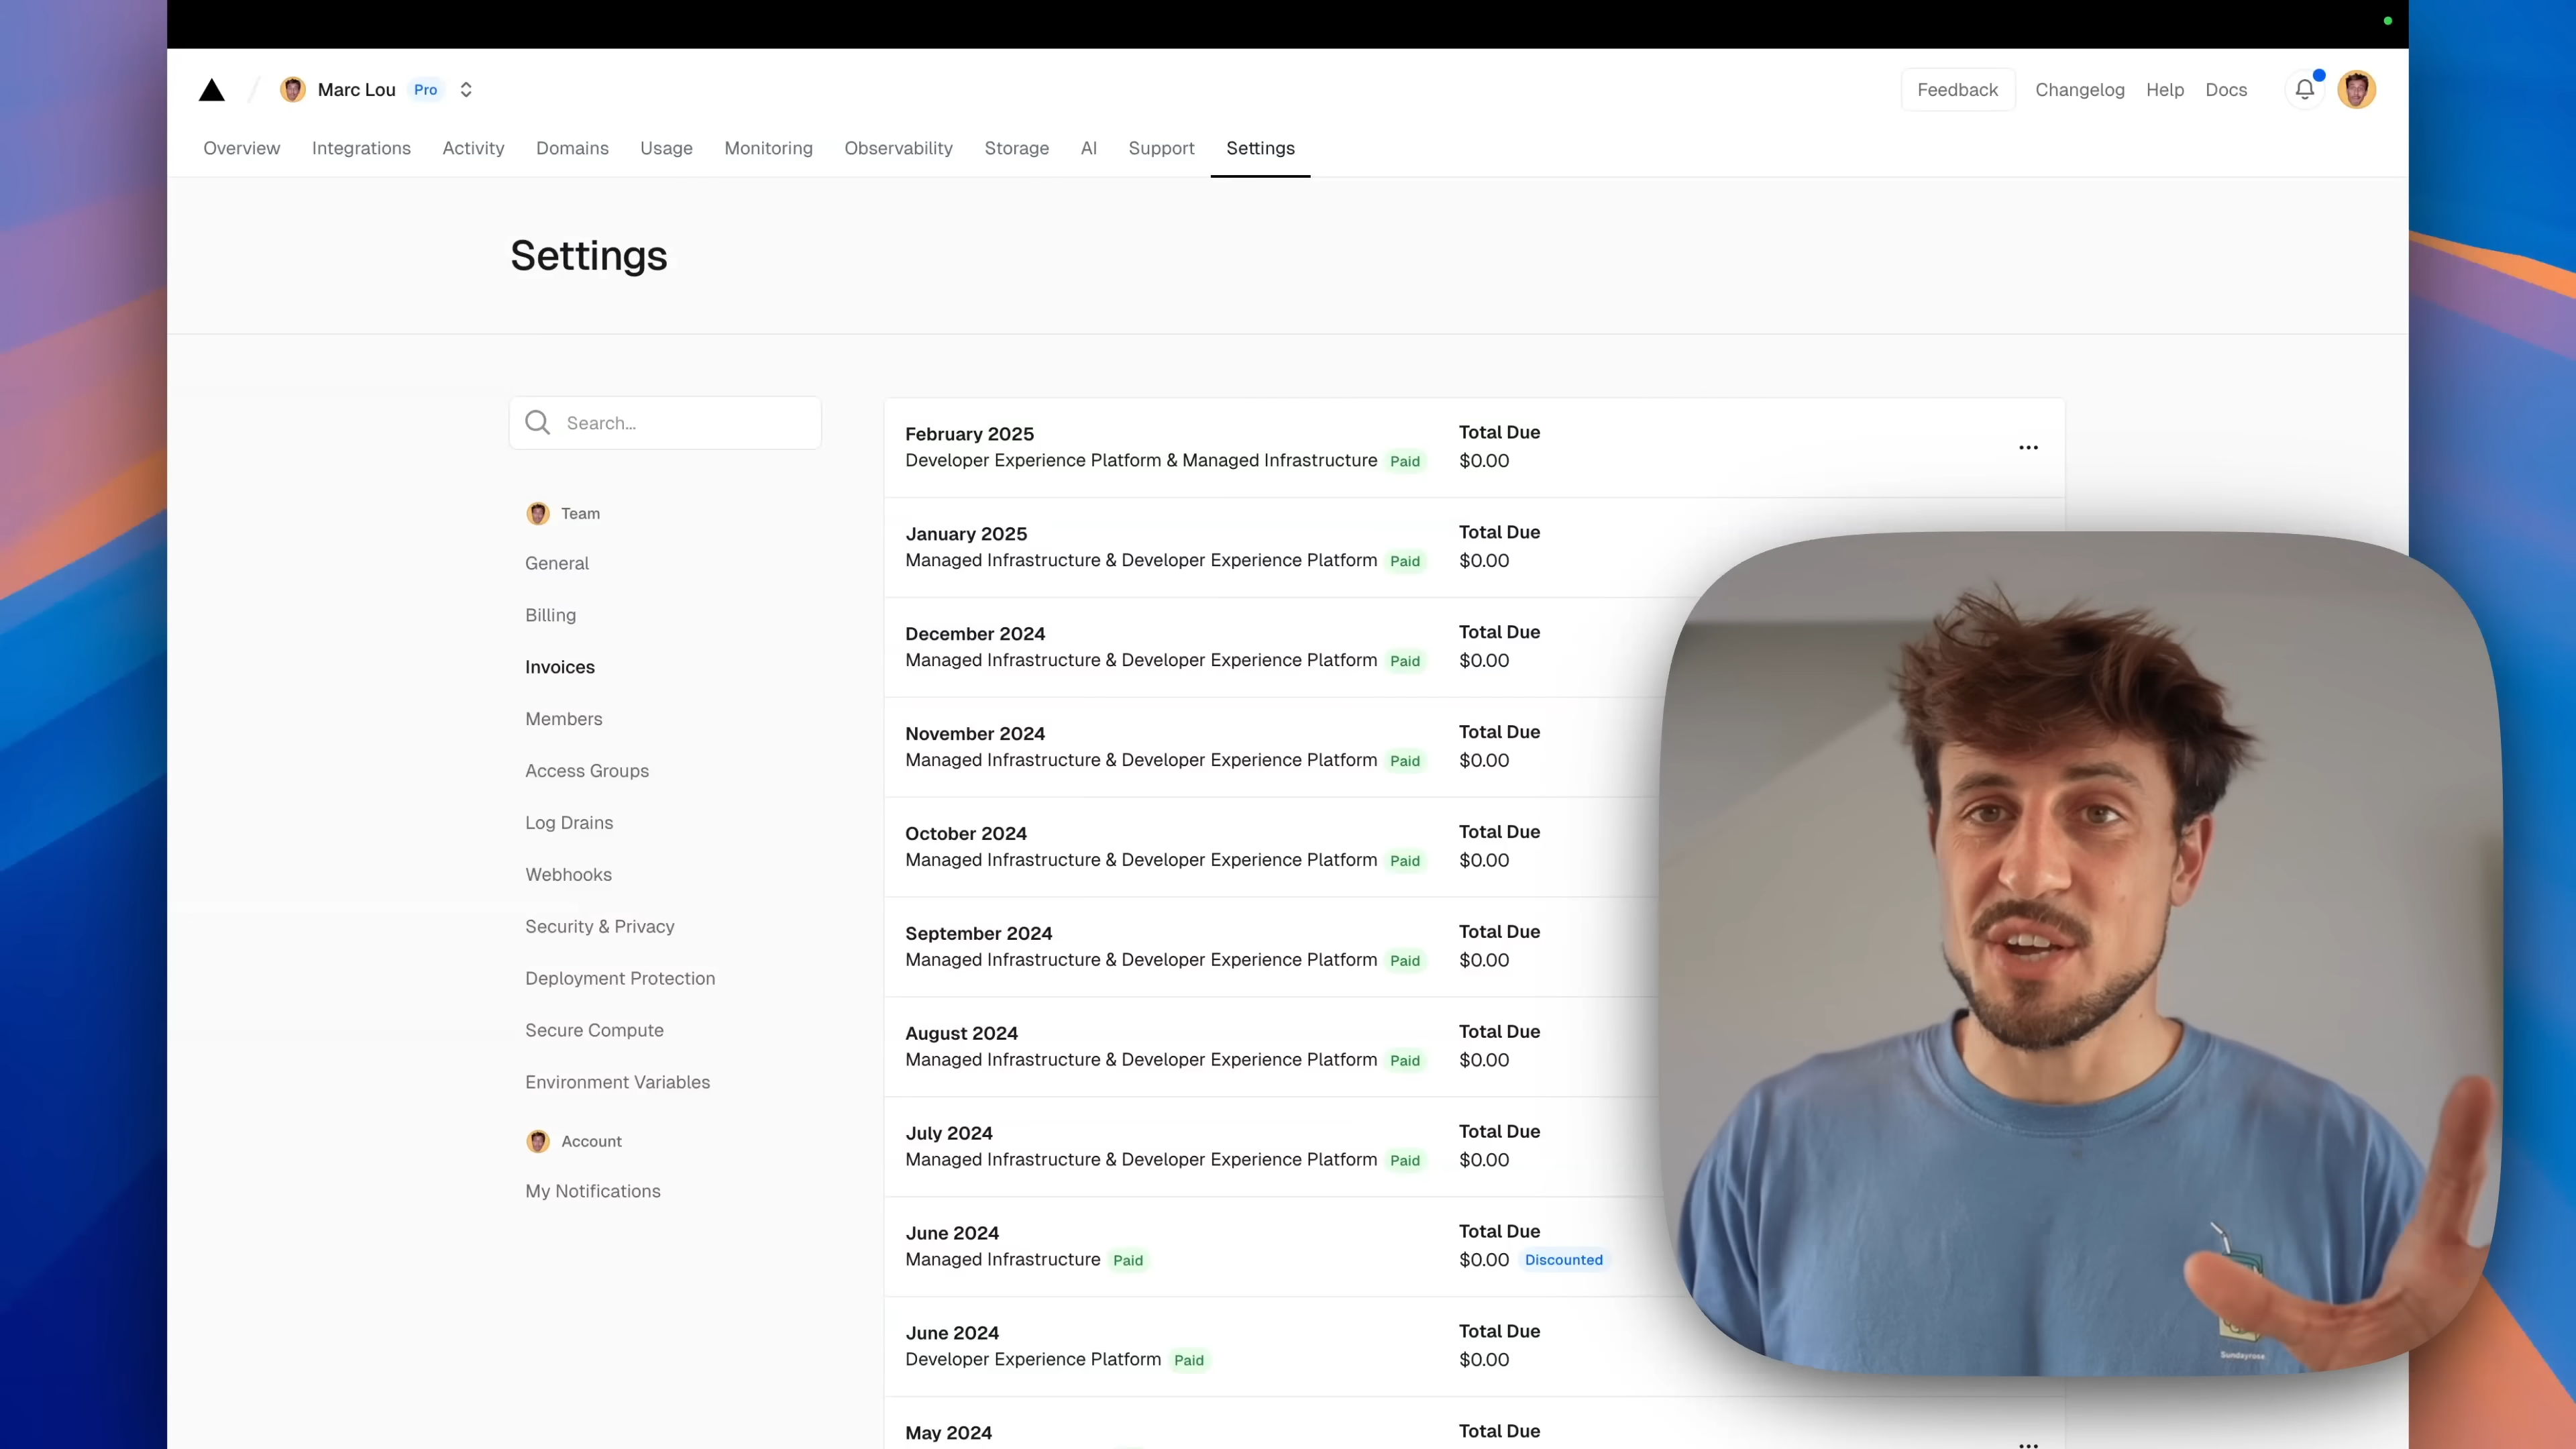 Marc Lou Pro
Feedback Changelog Help Docs
Overview Integrations Activity Domains Usage Monitoring Observability Storage AI Support Settings
Settings
Search...
Team
General
Billing
Invoices
Members
Access Groups
Log Drains
Webhooks
Security & Privacy
Deployment Protection
Secure Compute
Environment Variables
Account
My Notifications
February 2025 Total Due
Developer Experience Platform & Managed Infrastructure Paid $0.00
January 2025 Total Due
Managed Infrastructure & Developer Experience Platform Paid $0.00
December 2024 Total Due
Managed Infrastructure & Developer Experience Platform Paid $0.00
November 2024 Total Due
Managed Infrastructure & Developer Experience Platform Paid $0.00
October 2024 Total Due
Managed Infrastructure & Developer Experience Platform Paid $0.00
September 2024 Total Due
Managed Infrastructure & Developer Experience Platform Paid $0.00
August 2024 Total Due
Managed Infrastructure & Developer Experience Platform Paid $0.00
July 2024 Total Due
Managed Infrastructure & Developer Experience Platform Paid $0.00
June 2024 Total Due
Managed Infrastructure Paid $0.00 Discounted
June 2024 Total Due
Developer Experience Platform Paid $0.00
May 2024 Total Due
Sundayrose